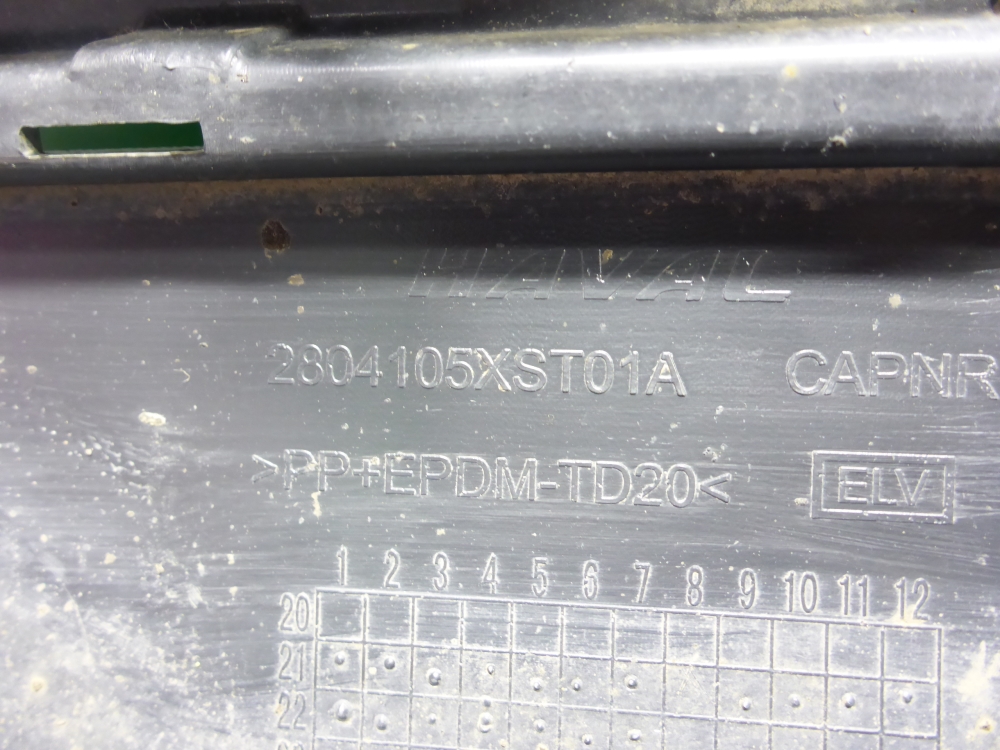 HAVAL
2804105XST01A CAPNR
>PP+EPDM-TD20< ELV
1 2 3 4 5 6 7 8 9 10 11 12
20
21
22